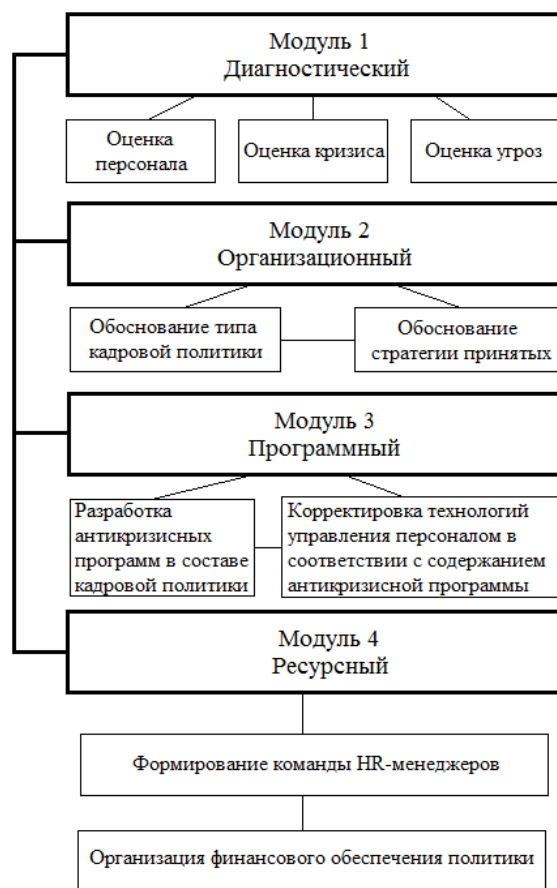 Модуль 1
Диагностический
Оценка
персонала
Оценка кризиса
Оценка угроз
Модуль 2
Организационный
Обоснование типа
кадровой политики
Обоснование
стратегии принятых
Модуль 3
Программный
Разработка
антикризисных
программ в составе
кадровой политики
Корректировка технологий
управления персоналом в
соответствии с содержанием
антикризисной программы
Модуль 4
Ресурсный
Формирование команды HR-менеджеров
Организация финансового обеспечения политики